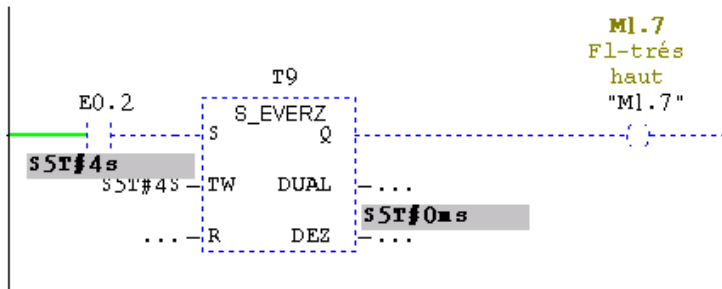 M1.7
F1-trés
haut
"M1.7"
T9
E0.2
S_EVERZ
S Q
S5T#4s
S5T#4S TW DUAL ...
S5T#0ms
... R DEZ ...